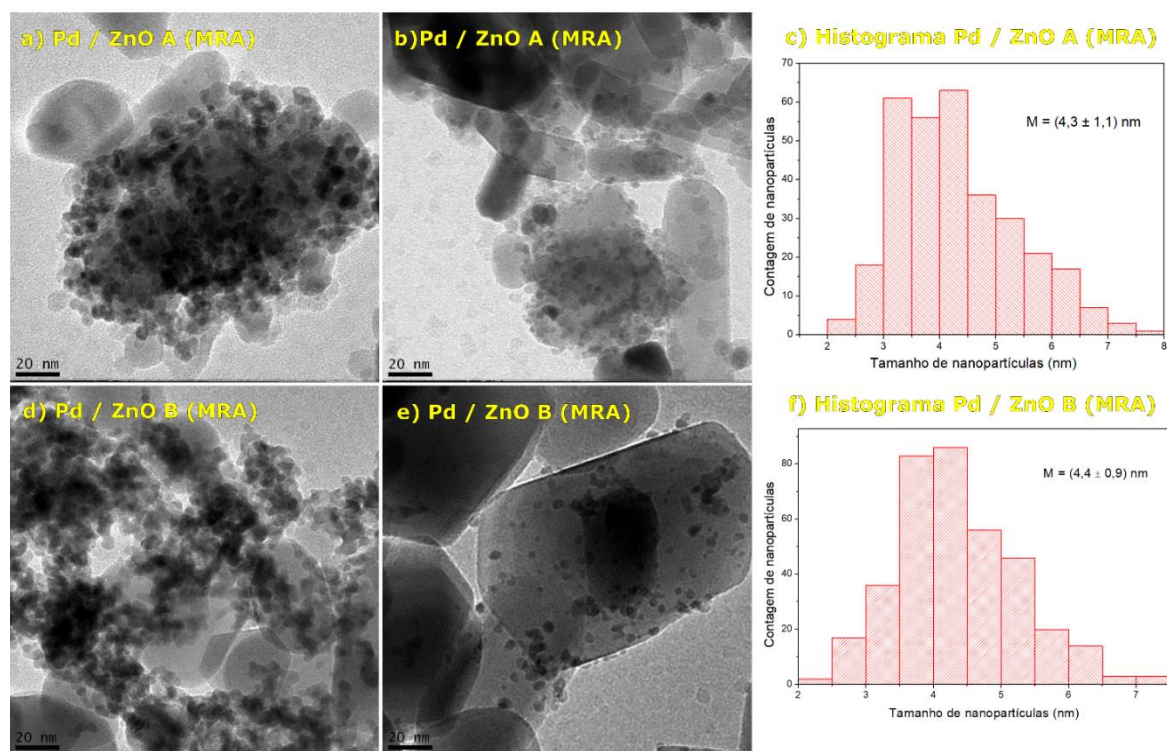 a) Pd / ZnO A (MRA)
20 nm
b)Pd / ZnO A (MRA)
20 nm
c) Histograma Pd / ZnO A (MRA)
M = (4,3 ± 1,1) nm
Contagem de nanopartículas
70
60
50
40
30
20
10
0
2 3 4 5 6 7 8
Tamanho de nanopartículas (nm)
d) Pd / ZnO B (MRA)
20 nm
e) Pd / ZnO B (MRA)
20 nm
f) Histograma Pd / ZnO B (MRA)
M = (4,4 ± 0,9) nm
Contagem de nanopartículas
80
60
40
20
0
2 3 4 5 6 7
Tamanho de nanopartículas (nm)